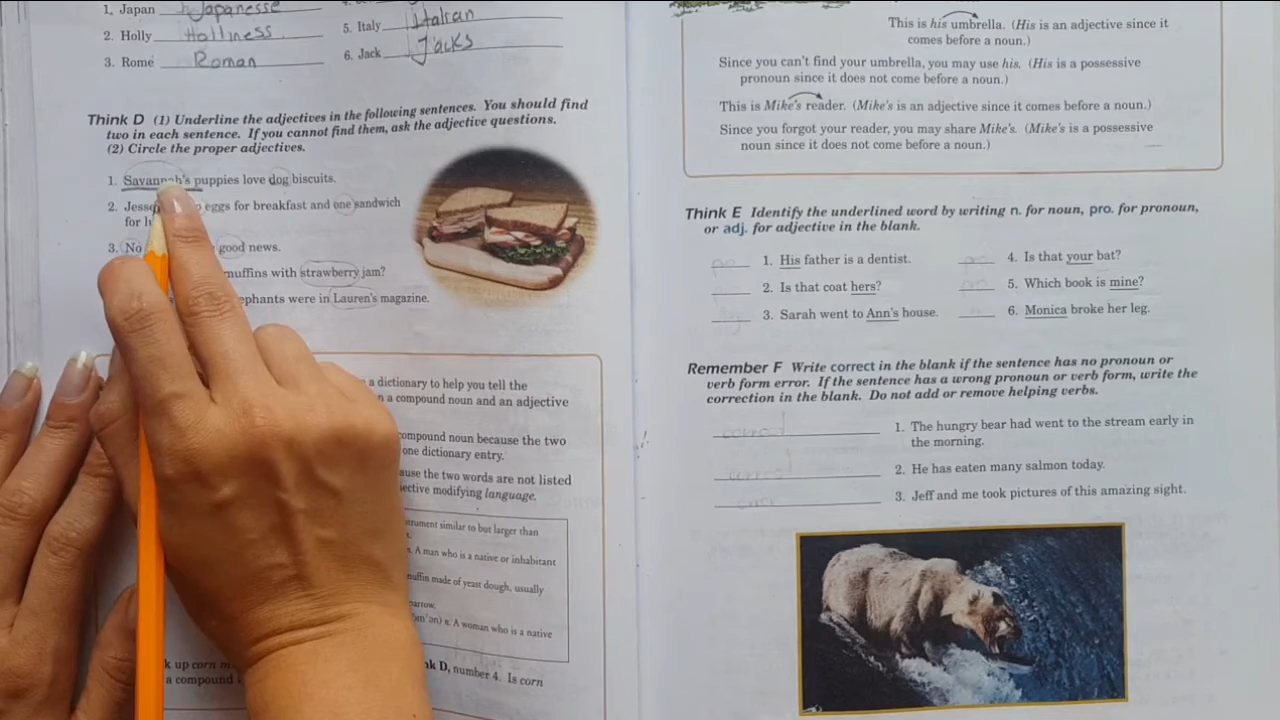 1. Japan Japanesse
2. Holly Holliness
3. Rome Roman
5. Italy Italian
6. Jack Jacks
Think D (1) Underline the adjectives in the following sentences. You should find
two in each sentence. If you cannot find them, ask the adjective questions.
(2) Circle the proper adjectives.
1. Savannah's puppies love dog biscuits.
2. eggs for breakfast and one sandwich
for
3. No good news.
muffins with strawberry jam?
were in Lauren's magazine.
a dictionary to help you tell the
a compound noun and an adjective
compound noun because the two
one dictionary entry.
the two words are not listed
modifying language.
similar to but larger than
A man who is a native or inhabitant
made of yeast dough, usually
n. A woman who is a native
up corn
a compound
D, number 4. Is corn
This is his umbrella. (His is an adjective since it
comes before a noun.)
Since you can't find your umbrella, you may use his. (His is a possessive
pronoun since it does not come before a noun.)
This is Mike's reader. (Mike's is an adjective since it comes before a noun.)
Since you forgot your reader, you may share Mike's. (Mike's is a possessive
noun since it does not come before a noun.)
Think E Identify the underlined word by writing n. for noun, pro. for pronoun,
or adj. for adjective in the blank.
1. His father is a dentist.
2. Is that coat hers?
3. Sarah went to Ann's house.
4. Is that your bat?
5. Which book is mine?
6. Monica broke her leg.
Remember F Write correct in the blank if the sentence has no pronoun or
verb form error. If the sentence has a wrong pronoun or verb form, write the
correction in the blank. Do not add or remove helping verbs.
correct 1. The hungry bear had went to the stream early in
the morning.
correct 2. He has eaten many salmon today.
3. Jeff and me took pictures of this amazing sight.